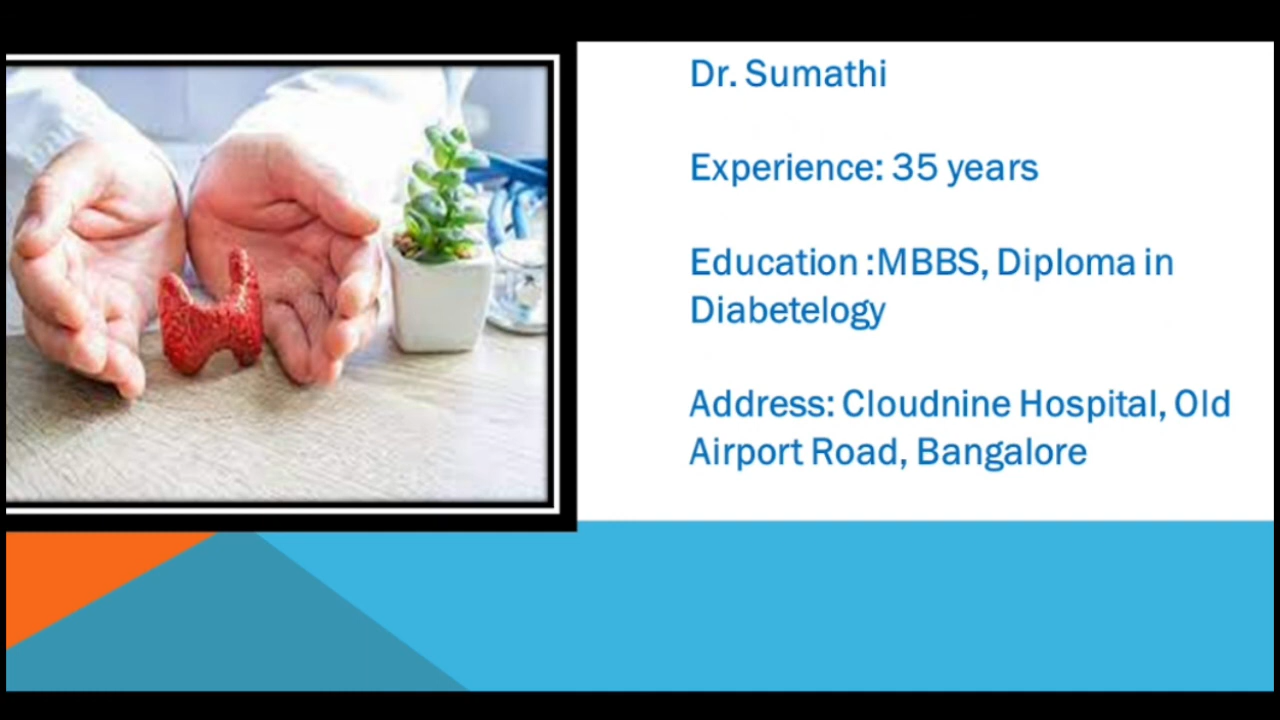 Dr. Sumathi
Experience: 35 years
Education :MBBS, Diploma in
Diabetelogy
Address: Cloudnine Hospital, Old
Airport Road, Bangalore